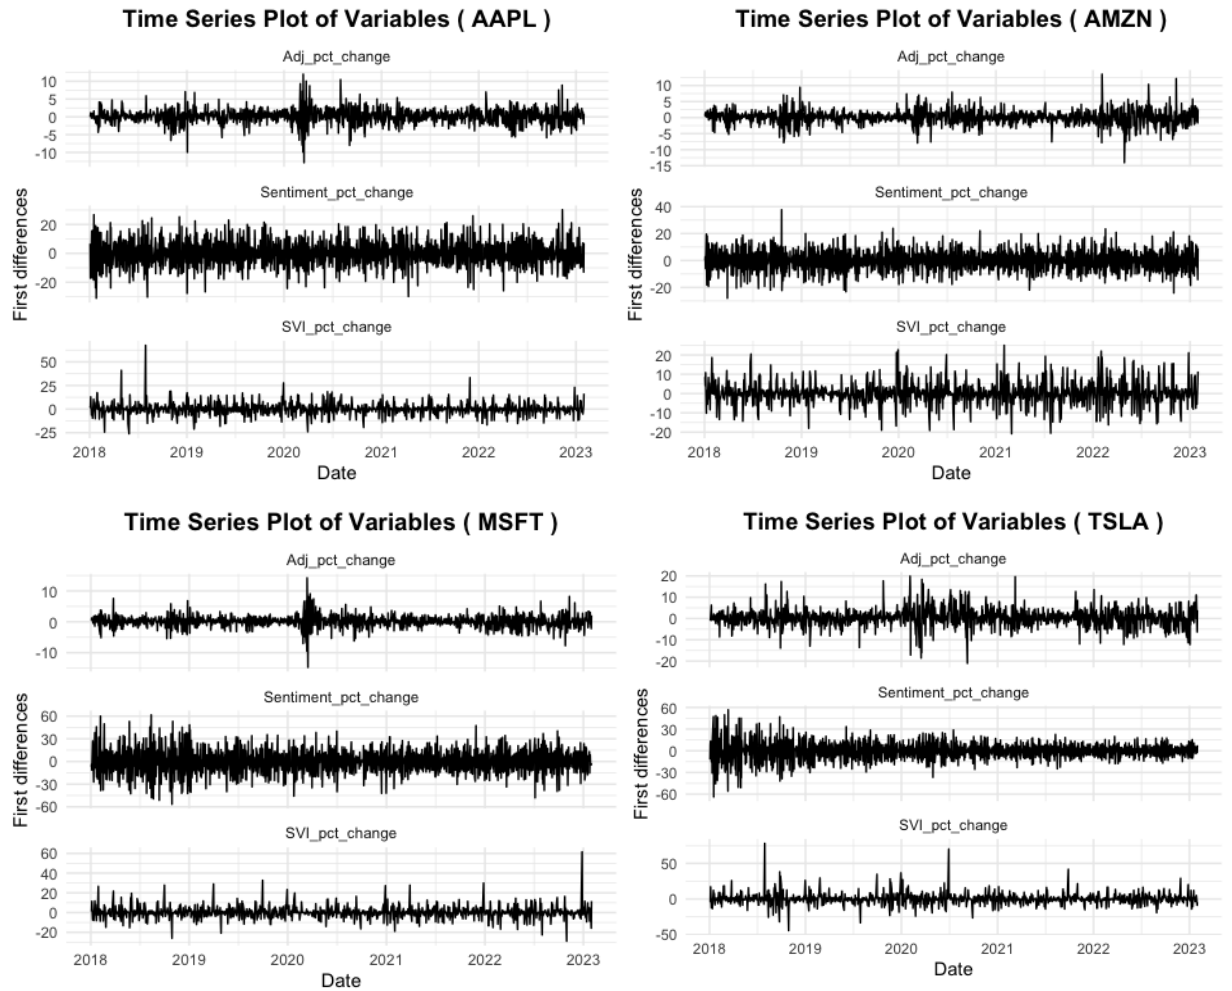 Time Series Plot of Variables ( AAPL )
Adj_pct_change
10
5
0
-5
-10
Sentiment_pct_change
20
0
-20
SVI_pct_change
50
25
0
-25
2018 2019 2020 2021 2022 2023
Date
First differences
Time Series Plot of Variables ( AMZN )
Adj_pct_change
10
5
0
-5
-10
-15
Sentiment_pct_change
40
20
0
-20
SVI_pct_change
20
10
0
-10
-20
2018 2019 2020 2021 2022 2023
Date
First differences
Time Series Plot of Variables ( MSFT )
Adj_pct_change
10
0
-10
Sentiment_pct_change
60
30
0
-30
-60
SVI_pct_change
60
40
20
0
-20
2018 2019 2020 2021 2022 2023
Date
First differences
Time Series Plot of Variables ( TSLA )
Adj_pct_change
20
10
0
-10
-20
Sentiment_pct_change
60
30
0
-30
-60
SVI_pct_change
50
0
-50
2018 2019 2020 2021 2022 2023
Date
First differences